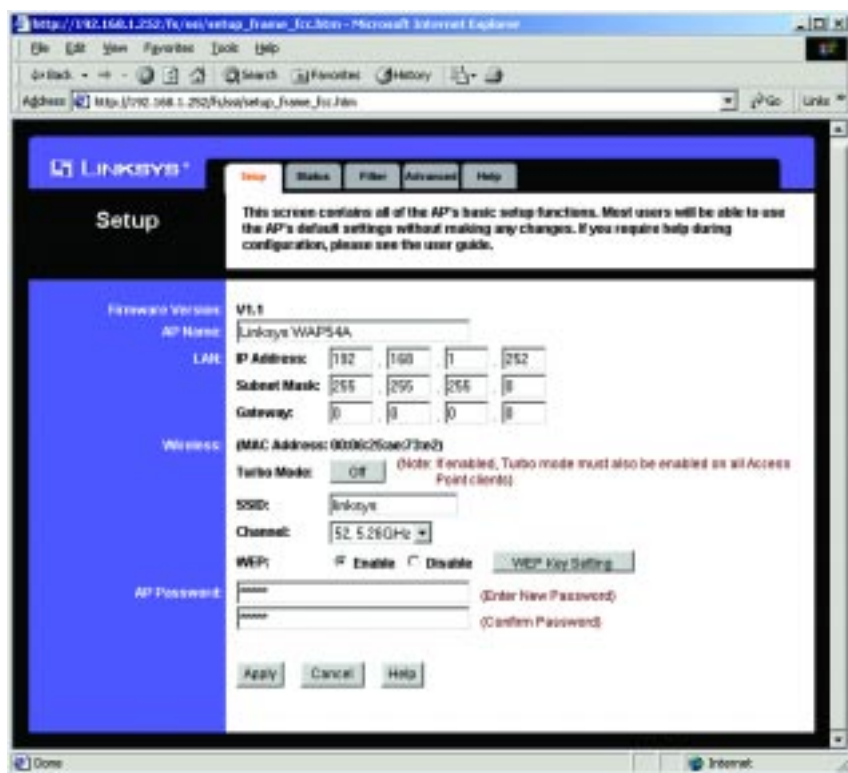 http://192.168.1.252/fs/ssi/setup_frame_fcc.htm - Microsoft Internet Explorer
File Edit View Favorites Tools Help
Back Search Favorites History
Address http://192.168.1.252/fs/ssi/setup_frame_fcc.htm Go Links »
LINKSYS®
Setup Status Filter Advanced Help
Setup
This screen contains all of the AP's basic setup functions. Most users will be able to use
the AP's default settings without making any changes. If you require help during
configuration, please see the user guide.
Firmware Version: V1.1
AP Name: Linksys WAP54A
LAN: IP Address: 192 . 168 . 1 . 252
Subnet Mask: 255 . 255 . 255 . 0
Gateway: 0 . 0 . 0 . 0
Wireless: (MAC Address: 00:06:25:ae:73:e2)
Turbo Mode: Off (Note: If enabled, Turbo mode must also be enabled on all Access
Point clients)
SSID: linksys
Channel: 52, 5.26GHz
WEP: Enable Disable WEP Key Setting
AP Password: ***** (Enter New Password)
***** (Confirm Password)
Apply Cancel Help
Done Internet